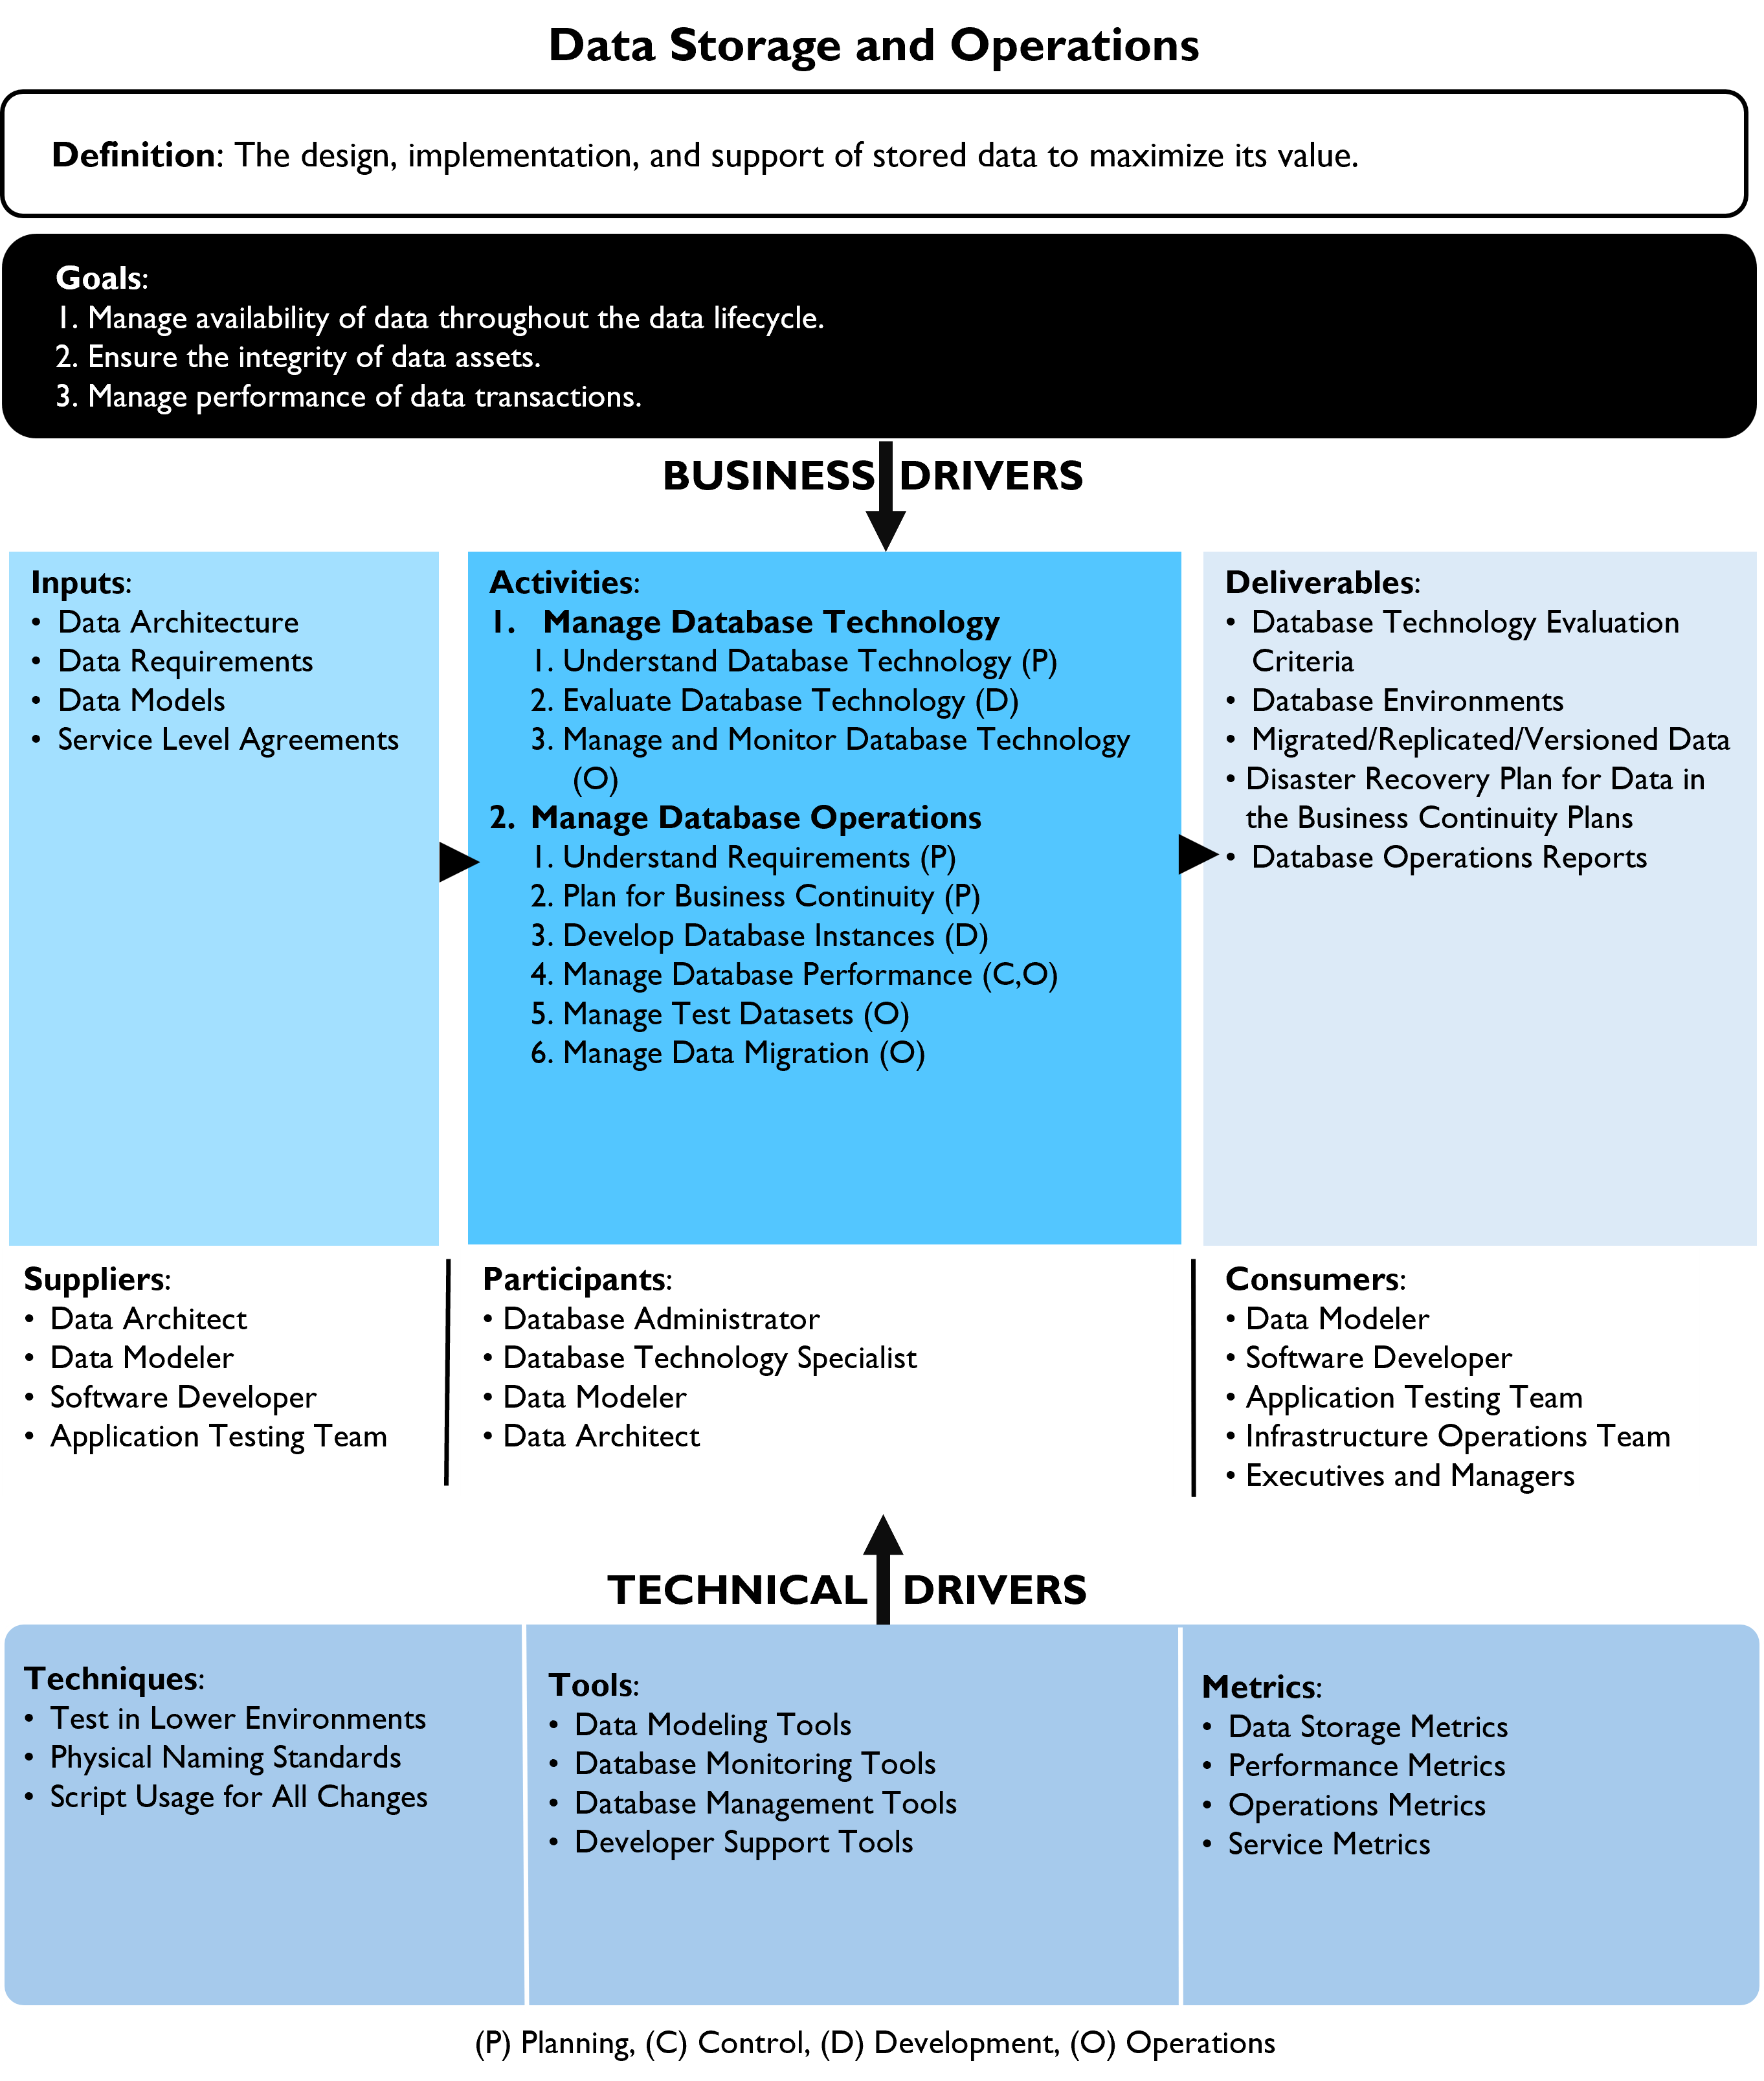 Data Storage and Operations
Definition: The design, implementation, and support of stored data to maximize its value.
Goals:
1. Manage availability of data throughout the data lifecycle.
2. Ensure the integrity of data assets.
3. Manage performance of data transactions.
BUSINESS DRIVERS
Inputs:
• Data Architecture
• Data Requirements
• Data Models
• Service Level Agreements
Activities:
1. Manage Database Technology
1. Understand Database Technology (P)
2. Evaluate Database Technology (D)
3. Manage and Monitor Database Technology
(O)
2. Manage Database Operations
1. Understand Requirements (P)
2. Plan for Business Continuity (P)
3. Develop Database Instances (D)
4. Manage Database Performance (C,O)
5. Manage Test Datasets (O)
6. Manage Data Migration (O)
Deliverables:
• Database Technology Evaluation
Criteria
• Database Environments
• Migrated/Replicated/Versioned Data
• Disaster Recovery Plan for Data in
the Business Continuity Plans
• Database Operations Reports
Suppliers:
• Data Architect
• Data Modeler
• Software Developer
• Application Testing Team
Participants:
• Database Administrator
• Database Technology Specialist
• Data Modeler
• Data Architect
Consumers:
• Data Modeler
• Software Developer
• Application Testing Team
• Infrastructure Operations Team
• Executives and Managers
TECHNICAL DRIVERS
Techniques:
• Test in Lower Environments
• Physical Naming Standards
• Script Usage for All Changes
Tools:
• Data Modeling Tools
• Database Monitoring Tools
• Database Management Tools
• Developer Support Tools
Metrics:
• Data Storage Metrics
• Performance Metrics
• Operations Metrics
• Service Metrics
(P) Planning, (C) Control, (D) Development, (O) Operations